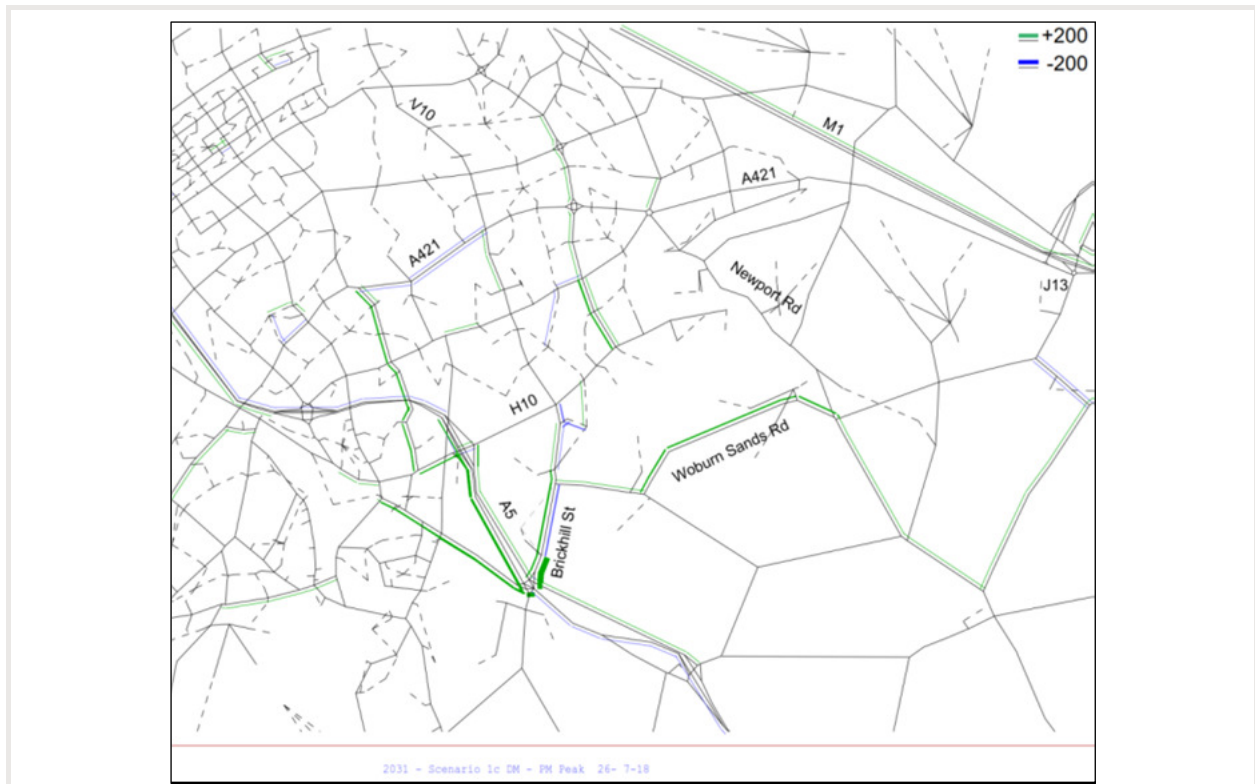 +200
-200
V10
M1
A421
A421
Newport Rd
J13
H10
Woburn Sands Rd
A5
Brickhill St
2031 - Scenario 1c DM - PM Peak 26- 7-18